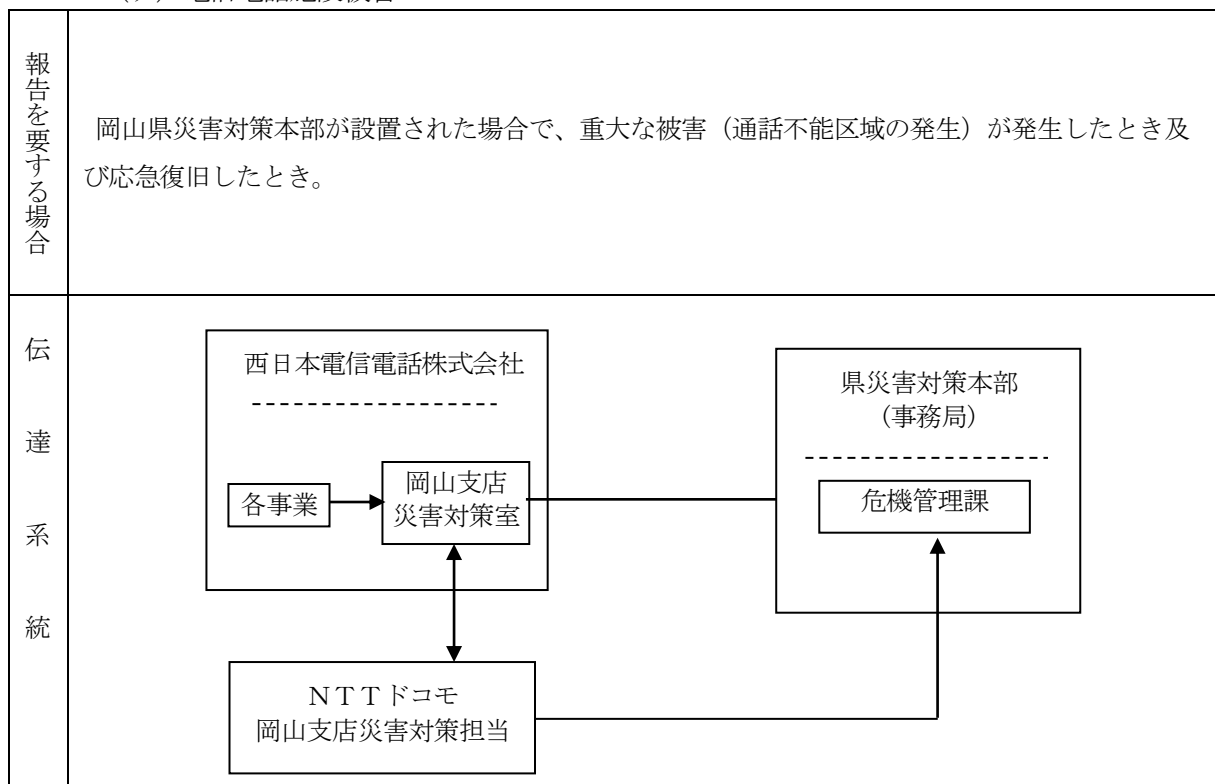 報告を要する場合
岡山県災害対策本部が設置された場合で、重大な被害（通話不能区域の発生）が発生したとき及
び応急復旧したとき。
伝達系統
西日本電信電話株式会社
各事業
岡山支店
災害対策室
県災害対策本部
（事務局）
危機管理課
ＮＴＴドコモ
岡山支店災害対策担当